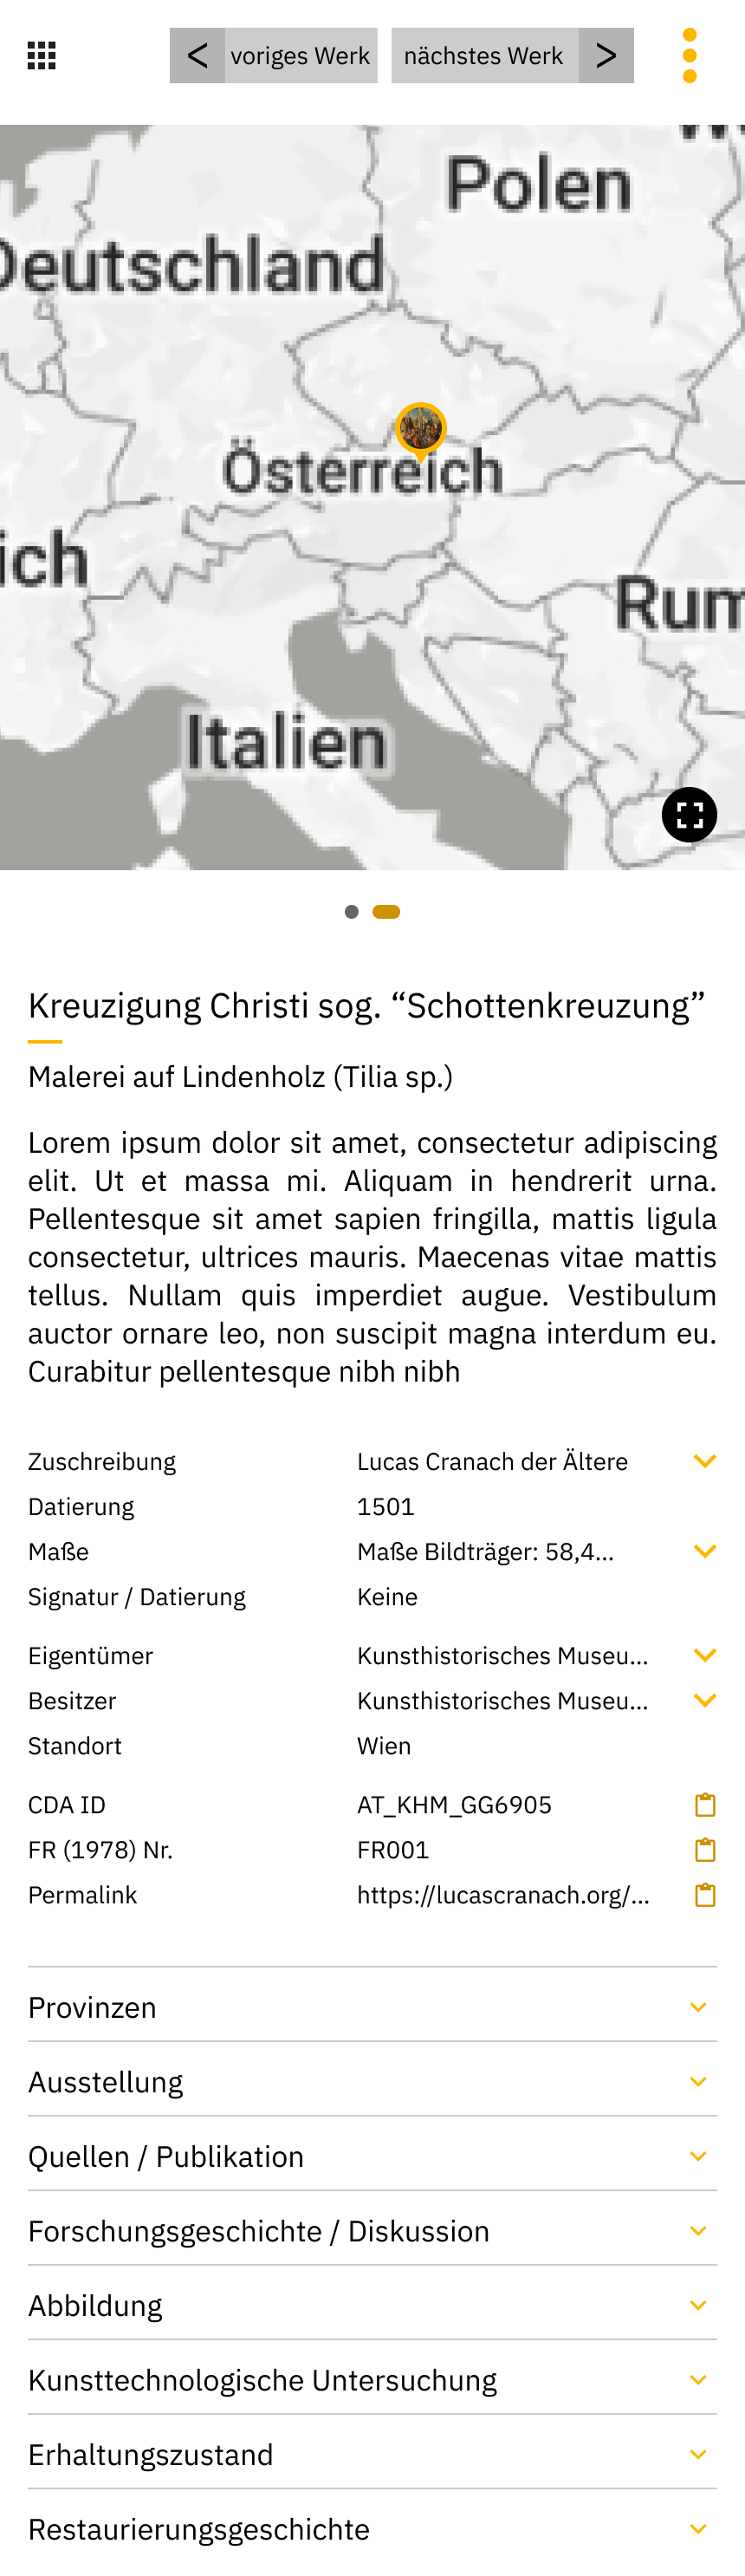 < voriges Werk nächstes Werk >
Polen
Deutschland
Österreich
ich
Rum
Italien
Kreuzigung Christi sog. “Schottenkreuzung”
Malerei auf Lindenholz (Tilia sp.)
Lorem ipsum dolor sit amet, consectetur adipiscing
elit. Ut et massa mi. Aliquam in hendrerit urna.
Pellentesque sit amet sapien fringilla, mattis ligula
consectetur, ultrices mauris. Maecenas vitae mattis
tellus. Nullam quis imperdiet augue. Vestibulum
auctor ornare leo, non suscipit magna interdum eu.
Curabitur pellentesque nibh nibh
Zuschreibung Lucas Cranach der Ältere
Datierung 1501
Maße Maße Bildträger: 58,4...
Signatur / Datierung Keine
Eigentümer Kunsthistorisches Museu...
Besitzer Kunsthistorisches Museu...
Standort Wien
CDA ID AT_KHM_GG6905
FR (1978) Nr. FR001
Permalink https://lucascranach.org/...
Provinzen
Ausstellung
Quellen / Publikation
Forschungsgeschichte / Diskussion
Abbildung
Kunsttechnologische Untersuchung
Erhaltungszustand
Restaurierungsgeschichte